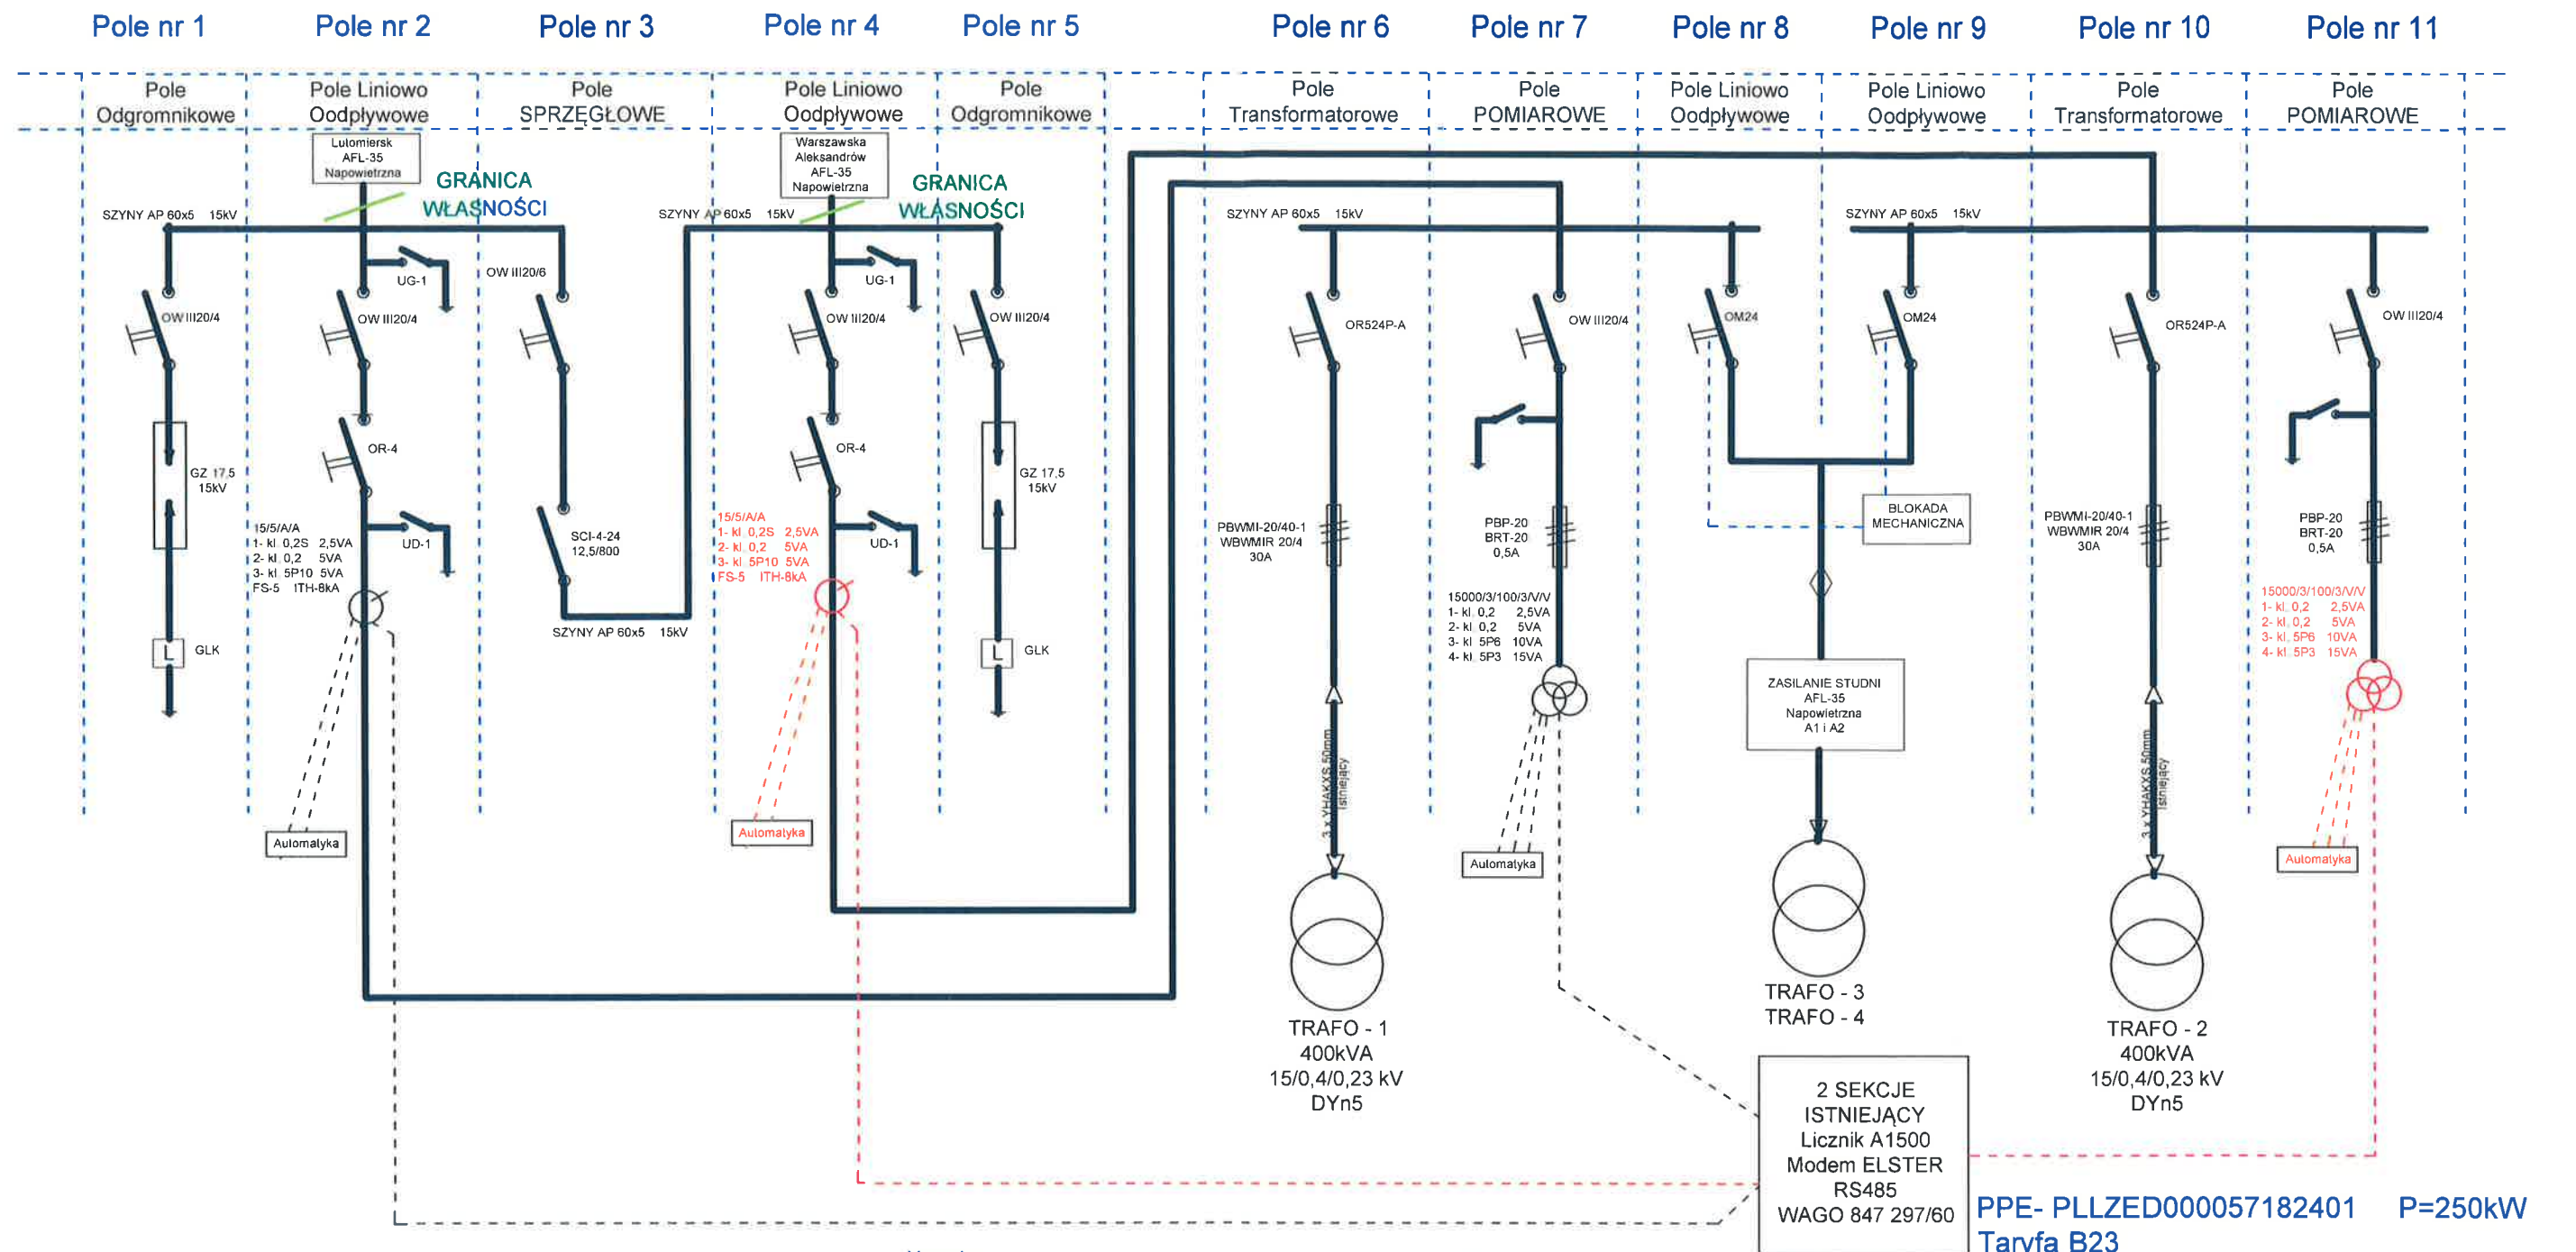 Pole nr 1
Pole nr 2
Pole nr 3
Pole nr 4
Pole nr 5
Pole nr 6
Pole nr 7
Pole nr 8
Pole nr 9
Pole nr 10
Pole nr 11
Pole
Odgromnikowe
Pole Liniowo
Oodpływowe
Pole
SPRZĘGŁOWE
Pole Liniowo
Oodpływowe
Pole
Odgromnikowe
Pole
Transformatorowe
Pole
POMIAROWE
Pole Liniowo
Oodpływowe
Pole Liniowo
Oodpływowe
Pole
Transformatorowe
Pole
POMIAROWE
Lutomiersk
AFL-35
Napowietrzna
GRANICA
WŁASNOŚCI
Warszawska
Aleksandrów
AFL-35
Napowietrzna
GRANICA
WŁASNOŚCI
SZYNY AP 60x5 15kV
SZYNY AP 60x5 15kV
SZYNY AP 60x5 15kV
SZYNY AP 60x5 15kV
OW III20/4
UG-1
OW III20/4
OW III20/6
UG-1
OW III20/4
OW III20/4
OR524P-A
OW III20/4
OM24
OM24
OR524P-A
OW III20/4
GZ 17,5
15kV
OR-4
OR-4
GZ 17,5
15kV
15/5/A/A
1- kl. 0,2S 2,5VA
2- kl. 0,2 5VA
3- kl. 5P10 5VA
FS-5 ITH-8kA
UD-1
SCI-4-24
12,5/800
15/5/A/A
1- kl. 0,2S 2,5VA
2- kl. 0,2 5VA
3- kl. 5P10 5VA
FS-5 ITH-8kA
UD-1
PBWMI-20/40-1
WBWMIR 20/4
30A
PBP-20
BRT-20
0,5A
BLOKADA
MECHANICZNA
PBWMI-20/40-1
WBWMIR 20/4
30A
PBP-20
BRT-20
0,5A
SZYNY AP 60x5 15kV
15000/3/100/3/V/V
1- kl. 0,2 2,5VA
2- kl. 0,2 5VA
3- kl. 5P6 10VA
4- kl. 5P3 15VA
15000/3/100/3/V/V
1- kl. 0,2 2,5VA
2- kl. 0,2 5VA
3- kl. 5P6 10VA
4- kl. 5P3 15VA
L
GLK
L
GLK
ZASILANIE STUDNI
AFL-35
Napowietrzna
A1 i A2
3 x YHAKXS 50mm
Istniejący
3 x YHAKXS 50mm
Istniejący
Automatyka
Automatyka
Automatyka
Automatyka
TRAFO - 1
400kVA
15/0,4/0,23 kV
DYn5
TRAFO - 3
TRAFO - 4
TRAFO - 2
400kVA
15/0,4/0,23 kV
DYn5
2 SEKCJE
ISTNIEJĄCY
Licznik A1500
Modem ELSTER
RS485
WAGO 847 297/60
PPE- PLLZED000057182401 P=250kW
Taryfa B23